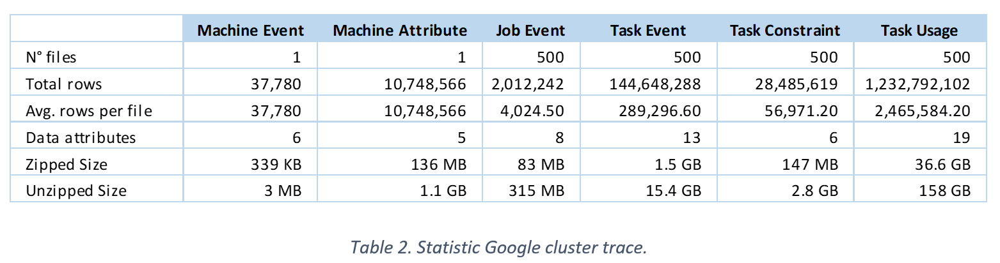 Machine Event Machine Attribute Job Event Task Event Task Constraint Task Usage
N° files 1 1 500 500 500 500
Total rows 37,780 10,748,566 2,012,242 144,648,288 28,485,619 1,232,792,102
Avg. rows per file 37,780 10,748,566 4,024.50 289,296.60 56,971.20 2,465,584.20
Data attributes 6 5 8 13 6 19
Zipped Size 339 KB 136 MB 83 MB 1.5 GB 147 MB 36.6 GB
Unzipped Size 3 MB 1.1 GB 315 MB 15.4 GB 2.8 GB 158 GB
Table 2. Statistic Google cluster trace.